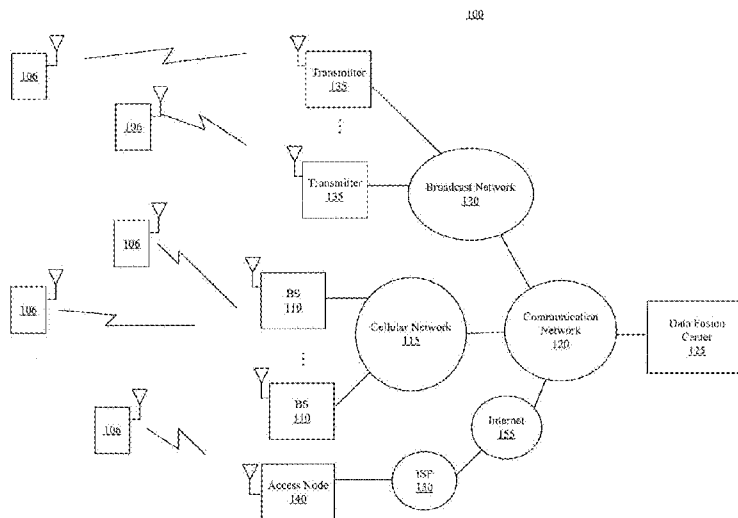 100
106
Transmitter
135
106
Transmitter
135
Broadcast Network
130
106
106
BS
110
Cellular Network
115
Communication
Network
120
Data Fusion
Center
125
BS
110
106
Internet
155
ISP
150
Access Node
140